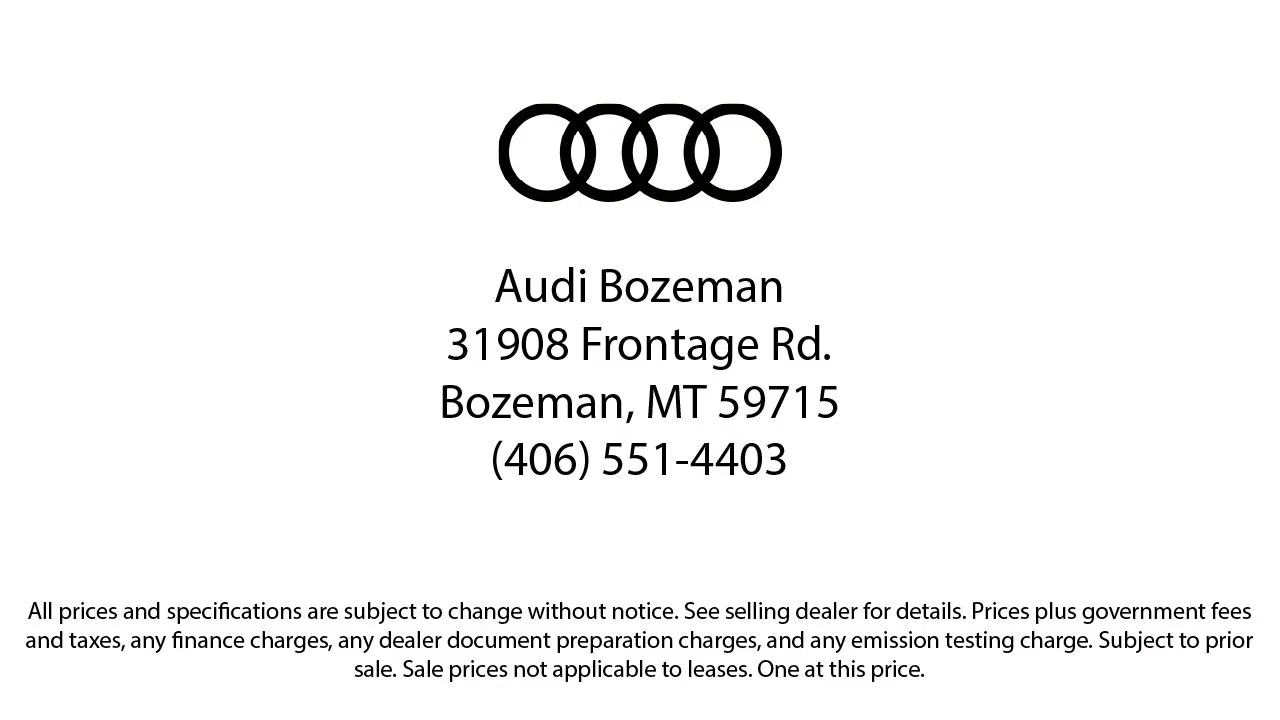 Audi Bozeman
31908 Frontage Rd.
Bozeman, MT 59715
(406) 551-4403
All prices and specifications are subject to change without notice. See selling dealer for details. Prices plus government fees
and taxes, any finance charges, any dealer document preparation charges, and any emission testing charge. Subject to prior
sale. Sale prices not applicable to leases. One at this price.